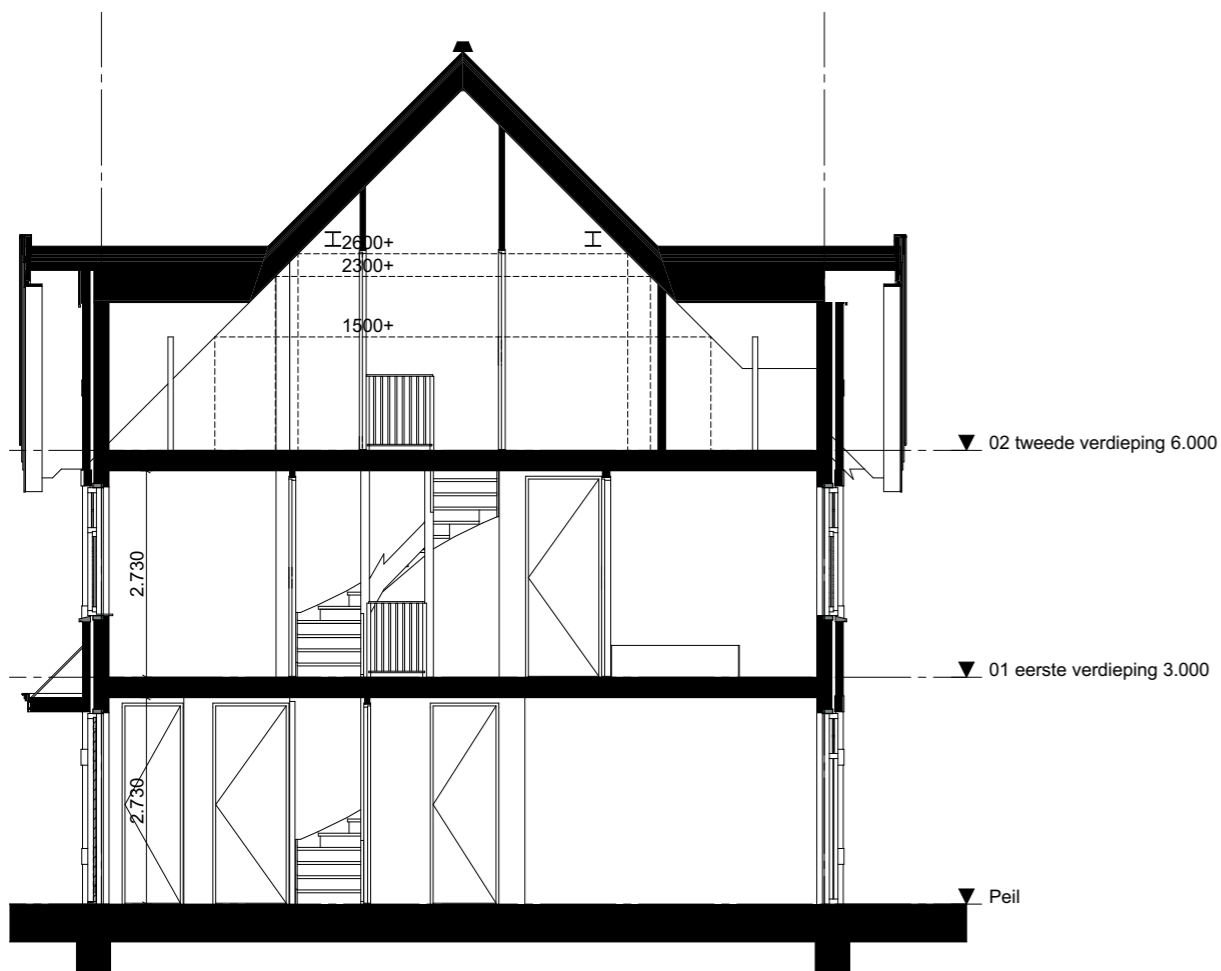 2600+
2300+
1500+
02 tweede verdieping 6.000
2.730
01 eerste verdieping 3.000
2.730
Peil